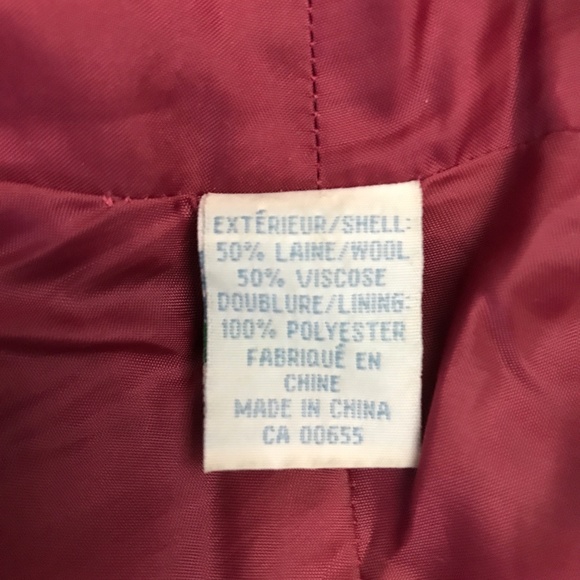 EXTÉRIEUR/SHELL:
50% LAINE/WOOL
50% VISCOSE
DOUBLURE/LINING:
100% POLYESTER
FABRIQUÉ EN
CHINE
MADE IN CHINA
CA 00655